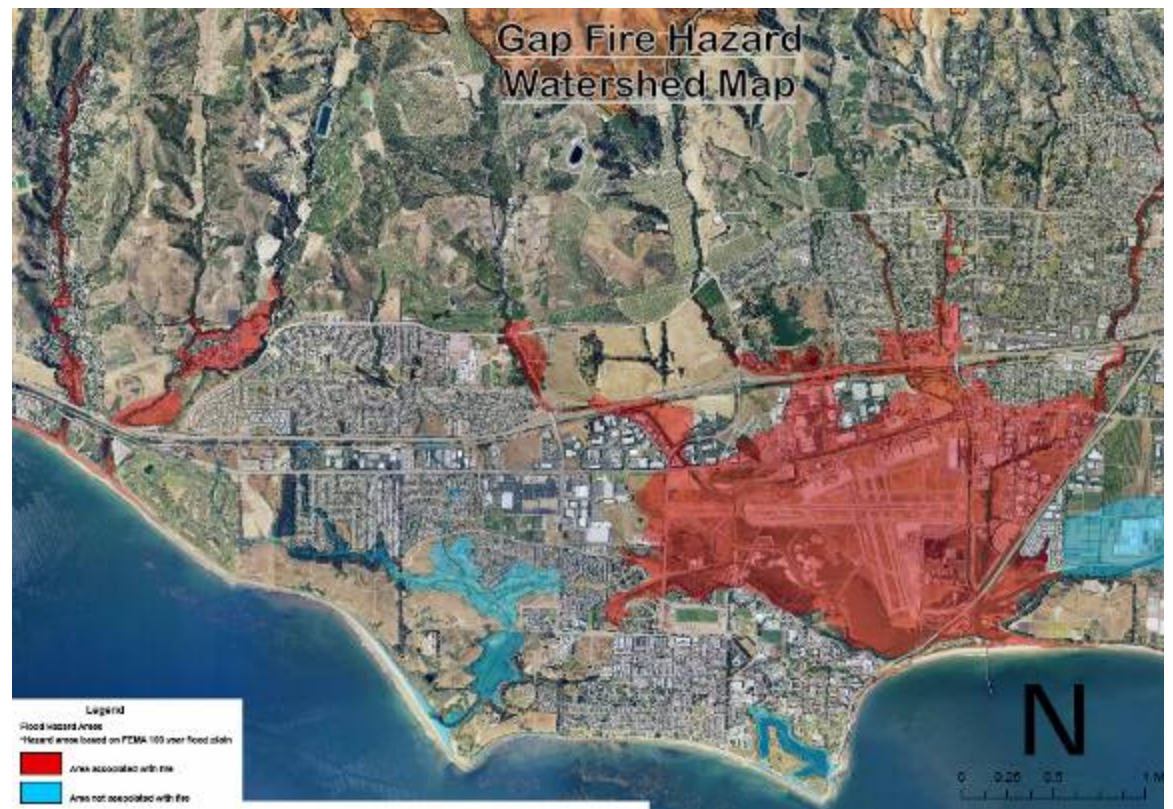 Gap Fire Hazard
Watershed Map
N
Legend
Flood Hazard Areas
*Hazard areas based on FEMA 100 year flood plain
Area associated with fire
Area not associated with fire
0 0.25 0.5 1 M